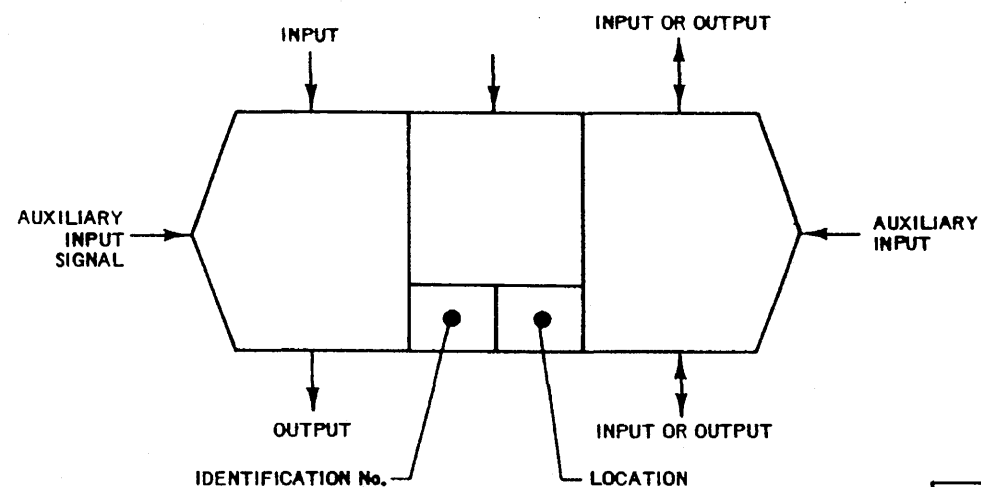 INPUT
INPUT OR OUTPUT
AUXILIARY
INPUT
SIGNAL
AUXILIARY
INPUT
OUTPUT
INPUT OR OUTPUT
IDENTIFICATION No.
LOCATION